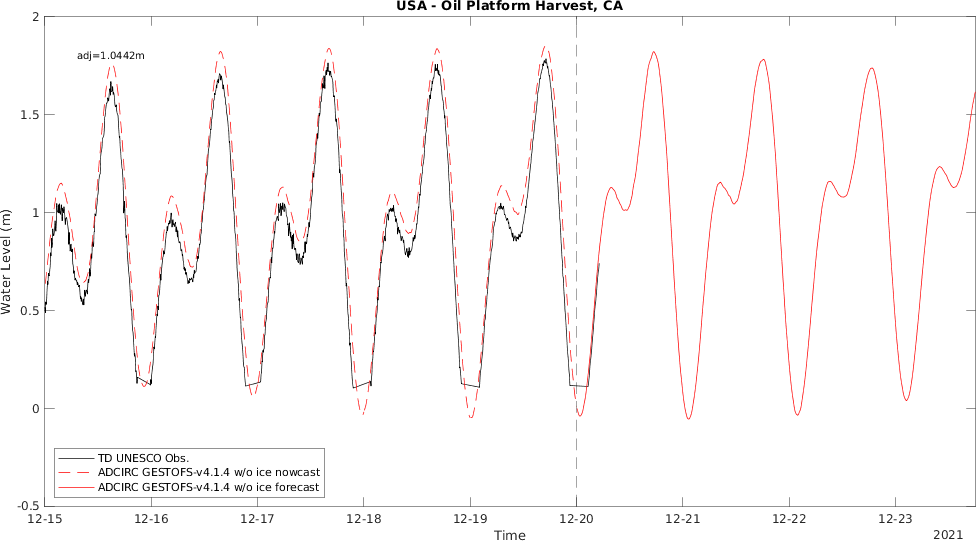 USA - Oil Platform Harvest, CA
2
adj=1.0442m
1.5
1
Water Level (m)
0.5
0
TD UNESCO Obs.
ADCIRC GESTOFS-v4.1.4 w/o ice nowcast
ADCIRC GESTOFS-v4.1.4 w/o ice forecast
-0.5
12-15 12-16 12-17 12-18 12-19 12-20 12-21 12-22 12-23
Time
2021